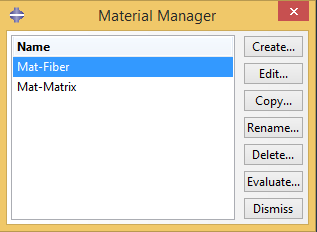 Material Manager
Name
Mat-Fiber
Mat-Matrix
Create...
Edit...
Copy...
Rename...
Delete...
Evaluate...
Dismiss